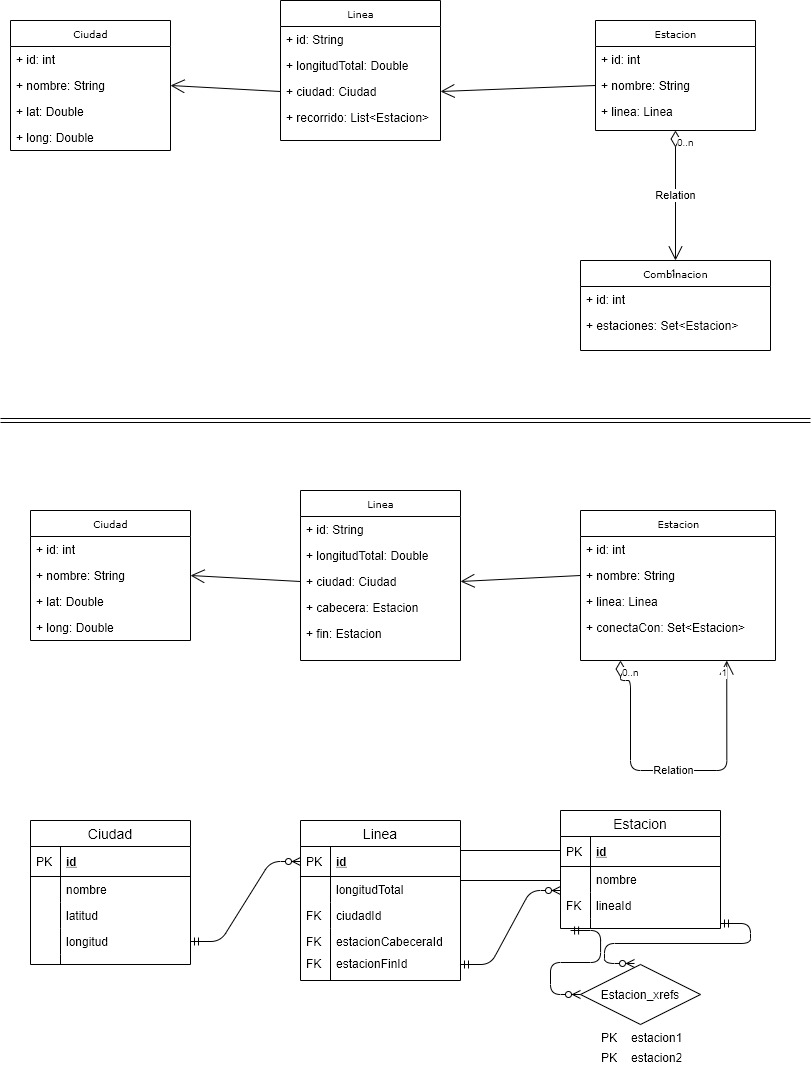 Ciudad
+ id: int
+ nombre: String
+ lat: Double
+ long: Double
Linea
+ id: String
+ longitudTotal: Double
+ ciudad: Ciudad
+ recorrido: List<Estacion>
Estacion
+ id: int
+ nombre: String
+ linea: Linea
0..n
Relation
1
Combinacion
+ id: int
+ estaciones: Set<Estacion>
Ciudad
+ id: int
+ nombre: String
+ lat: Double
+ long: Double
Linea
+ id: String
+ longitudTotal: Double
+ ciudad: Ciudad
+ cabecera: Estacion
+ fin: Estacion
Estacion
+ id: int
+ nombre: String
+ linea: Linea
+ conectaCon: Set<Estacion>
0..n
1
Relation
Ciudad
PK id
nombre
latitud
longitud
Linea
PK id
longitudTotal
FK ciudadId
FK estacionCabeceraId
FK estacionFinId
Estacion
PK id
nombre
FK lineaId
Estacion_xrefs
PK estacion1
PK estacion2